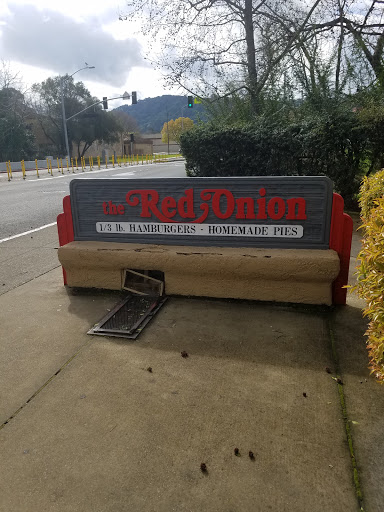 the Red Onion
1/3 lb. HAMBURGERS · HOMEMADE PIES